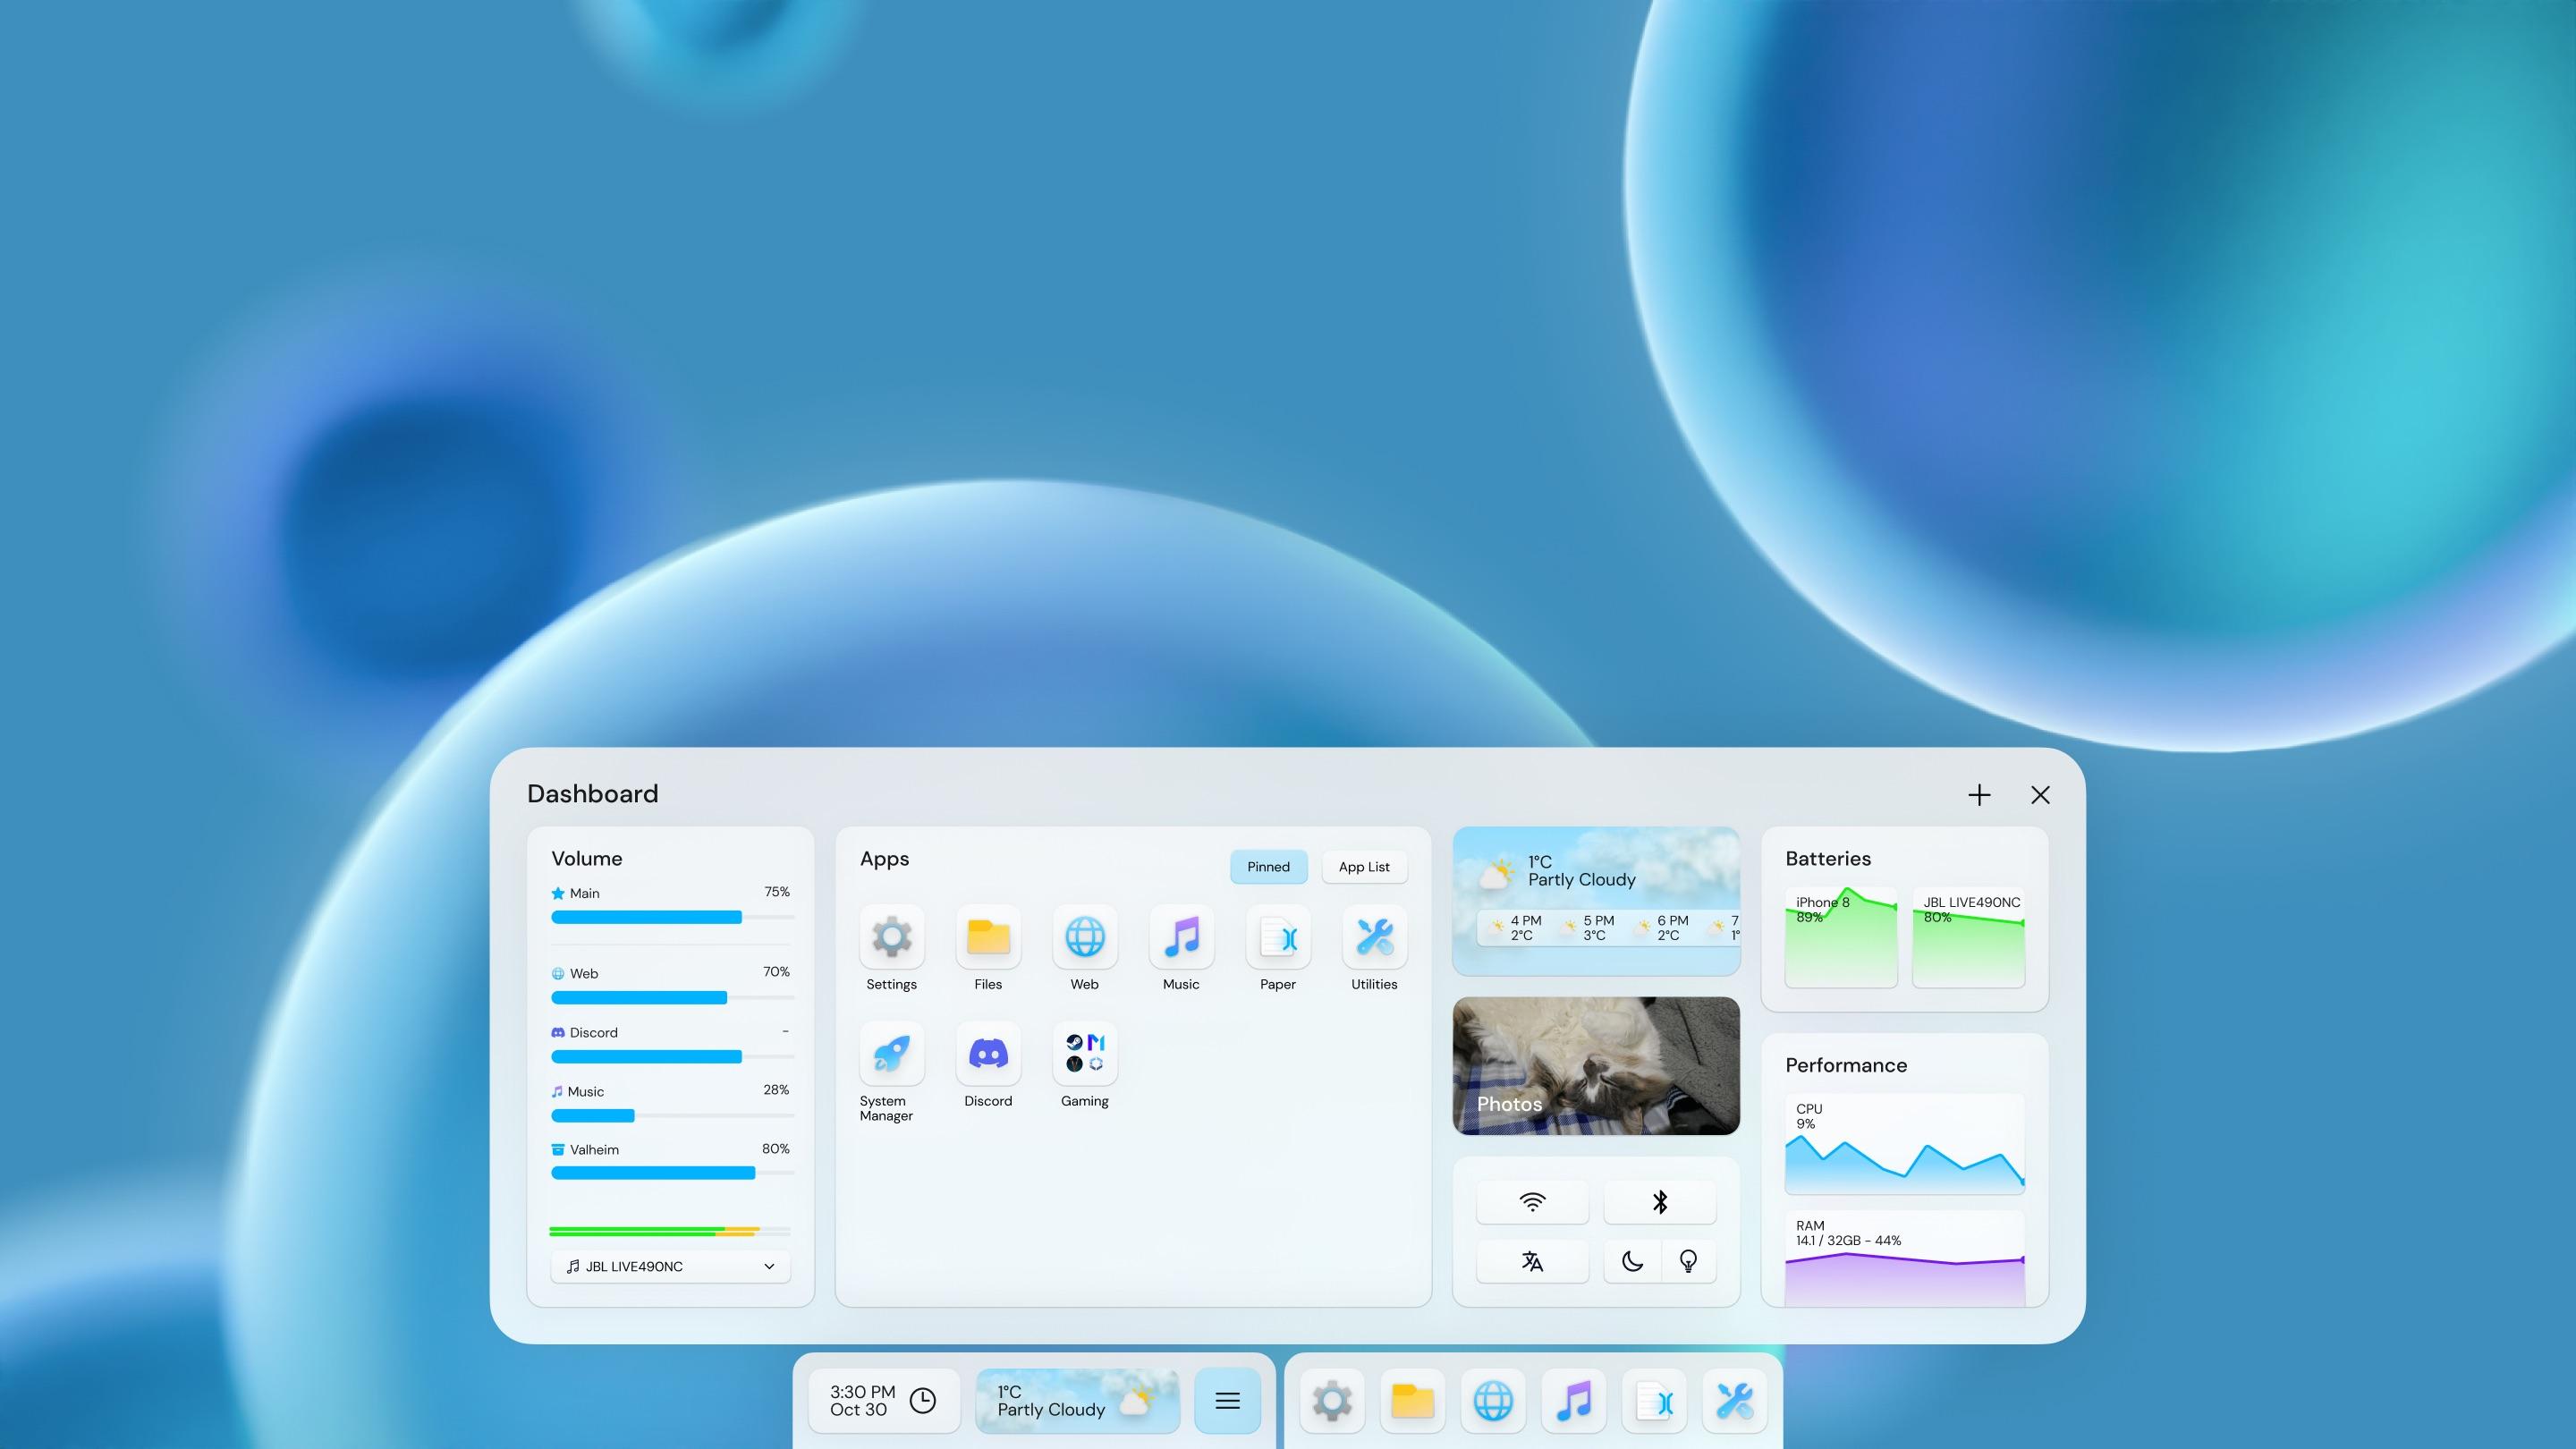 Dashboard
Volume
Main
75%
Web
70%
Discord
-
Music
28%
Valheim
80%
JBL LIVE490NC
Apps
Pinned
App List
Settings
Files
Web
Music
Paper
Utilities
System
Manager
Discord
Gaming
1°C
Partly Cloudy
4 PM
2°C
5 PM
3°C
6 PM
2°C
7
1°
Photos
Batteries
iPhone 8
89%
JBL LIVE490NC
80%
Performance
CPU
9%
RAM
14.1 / 32GB - 44%
3:30 PM
Oct 30
1°C
Partly Cloudy